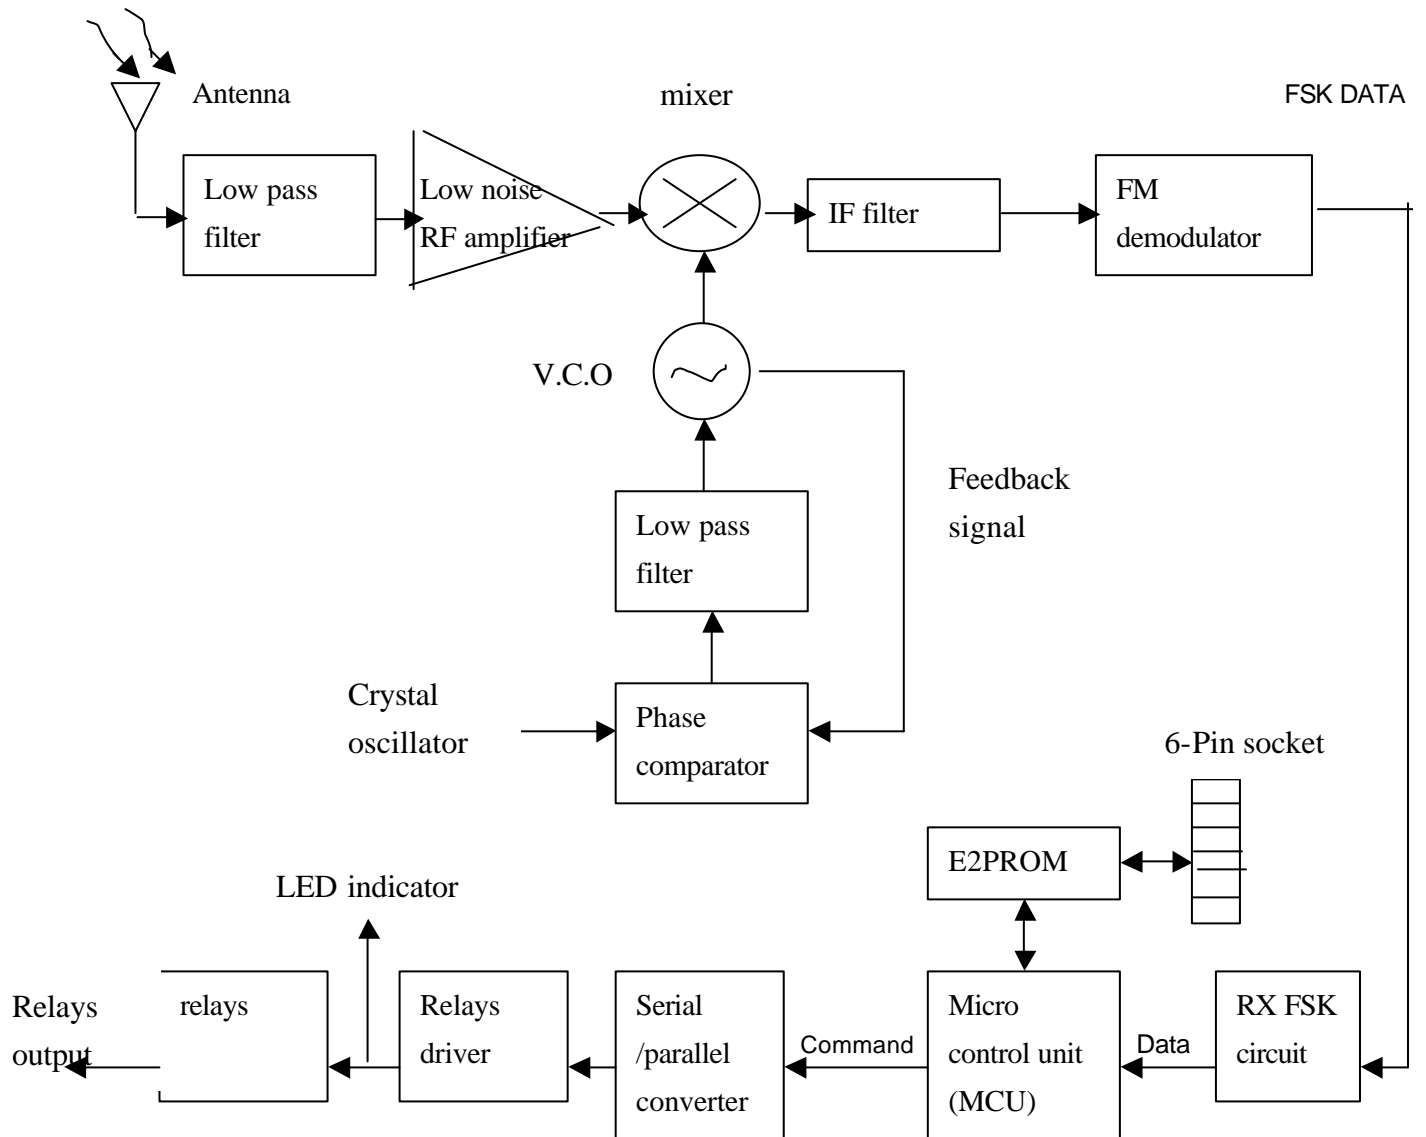 Antenna
mixer
FSK DATA
Low pass
filter
Low noise
RF amplifier
IF filter
FM
demodulator
V.C.O
Feedback
signal
Low pass
filter
Crystal
oscillator
Phase
comparator
6-Pin socket
E2PROM
LED indicator
Relays
output
relays
Relays
driver
Serial
/parallel
converter
Command
Micro
control unit
(MCU)
Data
RX FSK
circuit